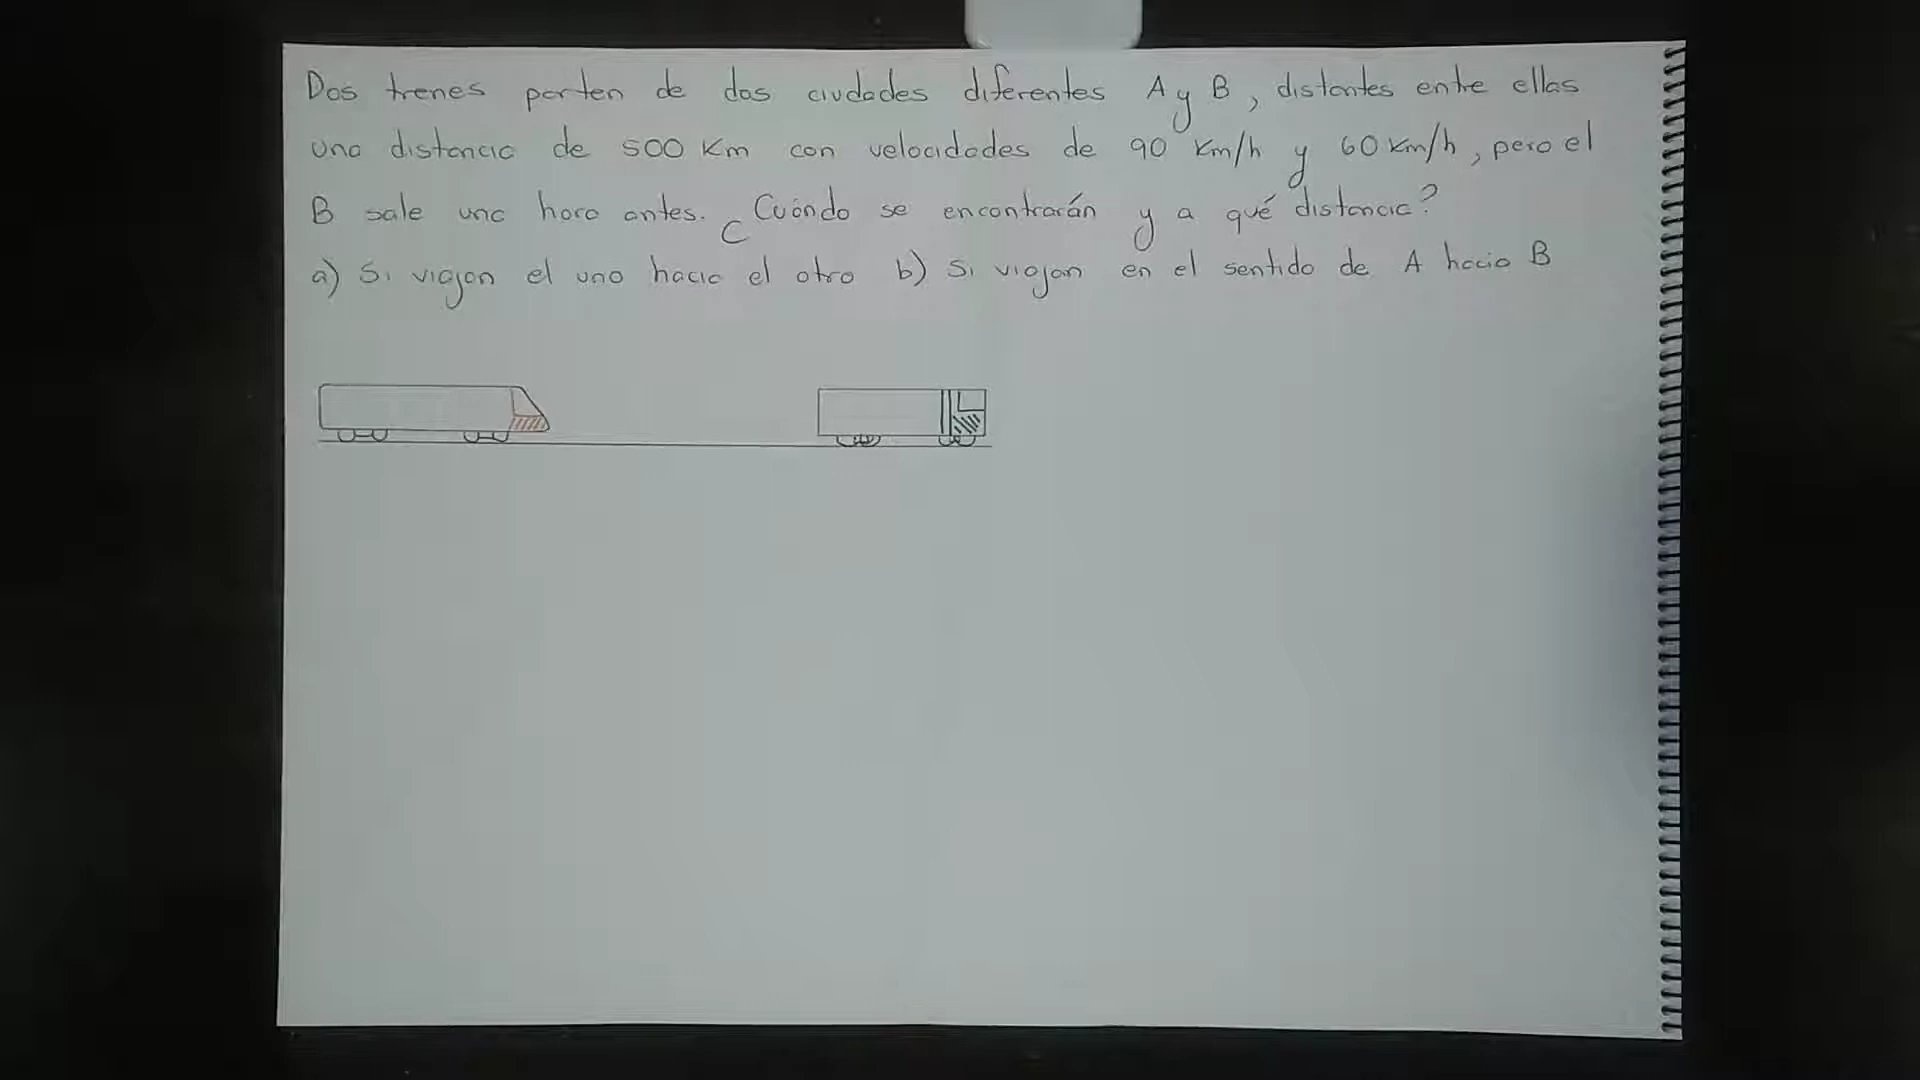 Dos trenes parten de dos ciudades diferentes A y B, distantes entre ellas
una distancia de 500 Km con velocidades de 90 Km/h y 60 Km/h, pero el
B sale una hora antes. ¿Cuándo se encontrarán y a qué distancia?
a) Si viajan el uno hacia el otro b) Si viajan en el sentido de A hacia B